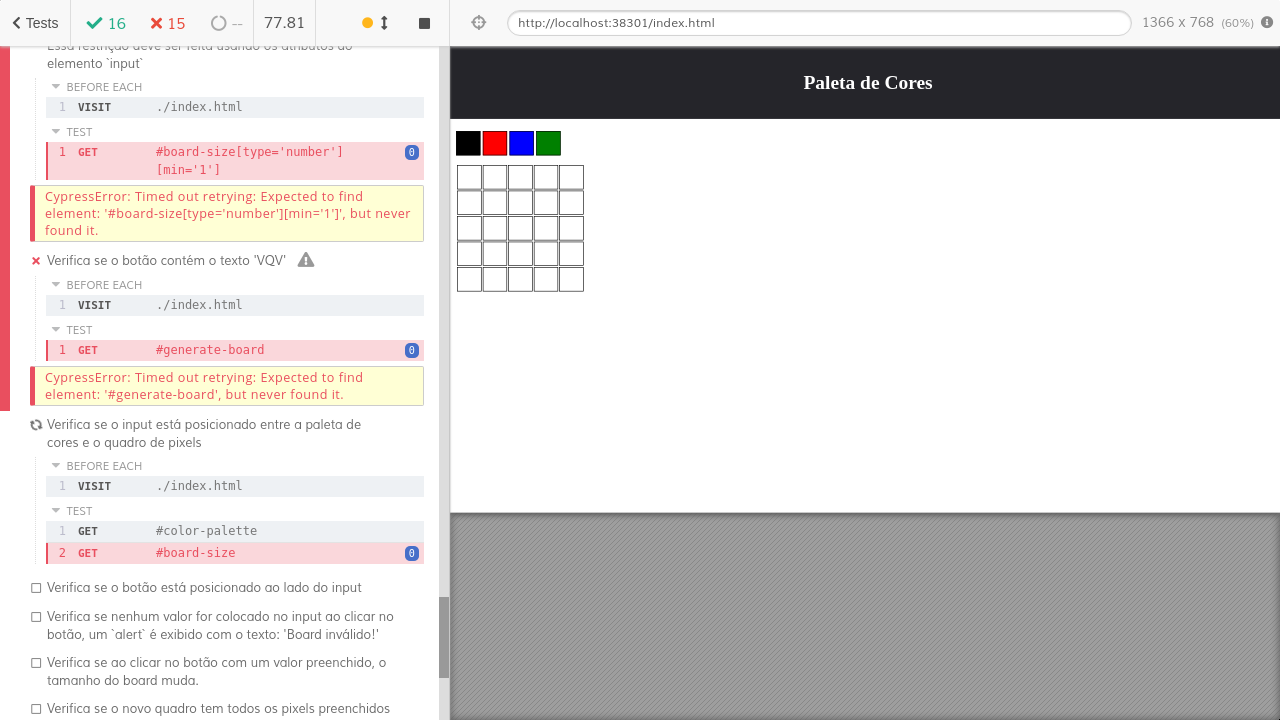 Tests
16
15
--
77.81
http://localhost:38301/index.html
1366 x 768 (60%)
Essa restrição deve ser feita usando os atributos do
elemento `input`
BEFORE EACH
1 VISIT ./index.html
TEST
1 GET #board-size[type='number'] 0
[min='1']
CypressError: Timed out retrying: Expected to find
element: '#board-size[type='number'][min='1']', but never
found it.
Verifica se o botão contém o texto 'VQV'
BEFORE EACH
1 VISIT ./index.html
TEST
1 GET #generate-board 0
CypressError: Timed out retrying: Expected to find
element: '#generate-board', but never found it.
Verifica se o input está posicionado entre a paleta de
cores e o quadro de pixels
BEFORE EACH
1 VISIT ./index.html
TEST
1 GET #color-palette
2 GET #board-size 0
Verifica se o botão está posicionado ao lado do input
Verifica se nenhum valor for colocado no input ao clicar no
botão, um `alert` é exibido com o texto: 'Board inválido!'
Verifica se ao clicar no botão com um valor preenchido, o
tamanho do board muda.
Verifica se o novo quadro tem todos os pixels preenchidos
Paleta de Cores